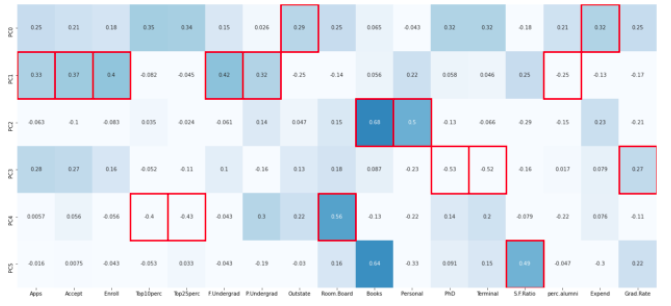 PC0 0.25 0.21 0.18 0.35 0.34 0.15 0.026 0.29 0.25 0.065 -0.043 0.32 0.32 -0.18 0.21 0.32 0.25
PC1 0.33 0.37 0.4 -0.082 -0.045 0.42 0.32 -0.25 -0.14 0.056 0.22 0.058 0.046 0.25 -0.25 -0.13 -0.17
PC2 -0.063 -0.1 -0.083 0.035 -0.024 -0.061 0.14 0.047 0.15 0.68 0.5 -0.13 -0.066 -0.29 -0.15 0.23 -0.21
PC3 0.28 0.27 0.16 -0.052 -0.11 0.1 -0.16 0.13 0.18 0.087 -0.23 -0.53 -0.52 -0.16 0.017 0.079 0.27
PC4 0.0057 0.056 -0.056 -0.4 -0.43 -0.043 0.3 0.22 0.56 -0.13 -0.22 0.14 0.2 -0.079 -0.22 0.076 -0.11
PC5 -0.016 0.0075 -0.043 -0.053 0.033 -0.043 -0.19 -0.03 0.16 0.64 -0.33 0.091 0.15 0.49 -0.047 -0.3 0.22
Apps Accept Enroll Top10perc Top25perc F.Undergrad P.Undergrad Outstate Room.Board Books Personal PhD Terminal S.F.Ratio perc.alumni Expend Grad.Rate